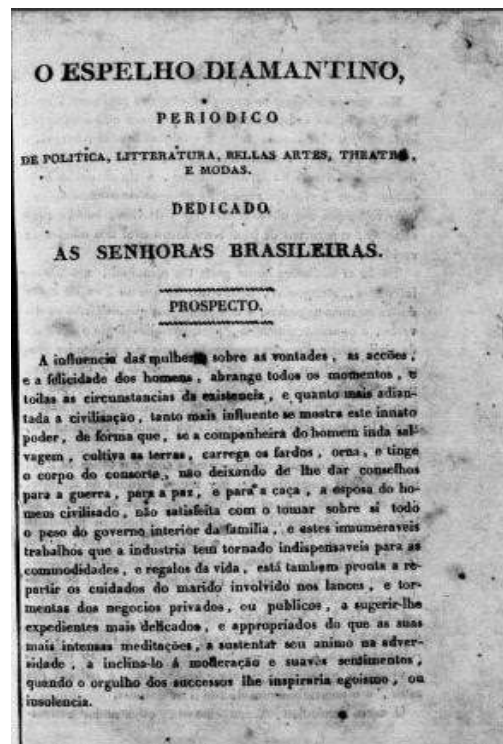 O ESPELHO DIAMANTINO,
PERIODICO
DE POLITICA, LITTERATURA, BELLAS ARTES, THEATRO,
E MODAS.
DEDICADO
AS SENHORAS BRASILEIRAS.
PROSPECTO.
A influencia das mulheres sobre as vontades, as acções,
e a felicidade dos homens, abrange todos os momentos, e
todas as circunstancias da existencia, e quanto mais adian-
tada a civilisação, tanto mais influente se mostra este innato
poder, de forma que, se a companheira do homem inda sal-
vagem, cultiva as terras, carrega os fardos, orna, e tinge
o corpo do consorte, não deixando de lhe dar conselhos
para a guerra, para a paz, e para a caça, a esposa do ho-
mem civilisado, não satisfeita com o tomar sobre si todo
o peso do governo interior da familia, e estes innumeraveis
trabalhos que a industria tem tornado indispensaveis para as
commodidades, e regalos da vida, está tambem prompta a re-
partir os cuidados do marido involvido nos lances, e tor-
mentas dos negocios privados, ou publicos, a sugerir-lhe
expedientes mais delicados, e appropriados do que as suas
mais intensas meditações, a sustentar seu animo na adver-
sidade, a inclina-lo á moderação e suaves sentimentos,
quando o orgulho dos successos lhe inspiraria egoismo, ou
insolencia.